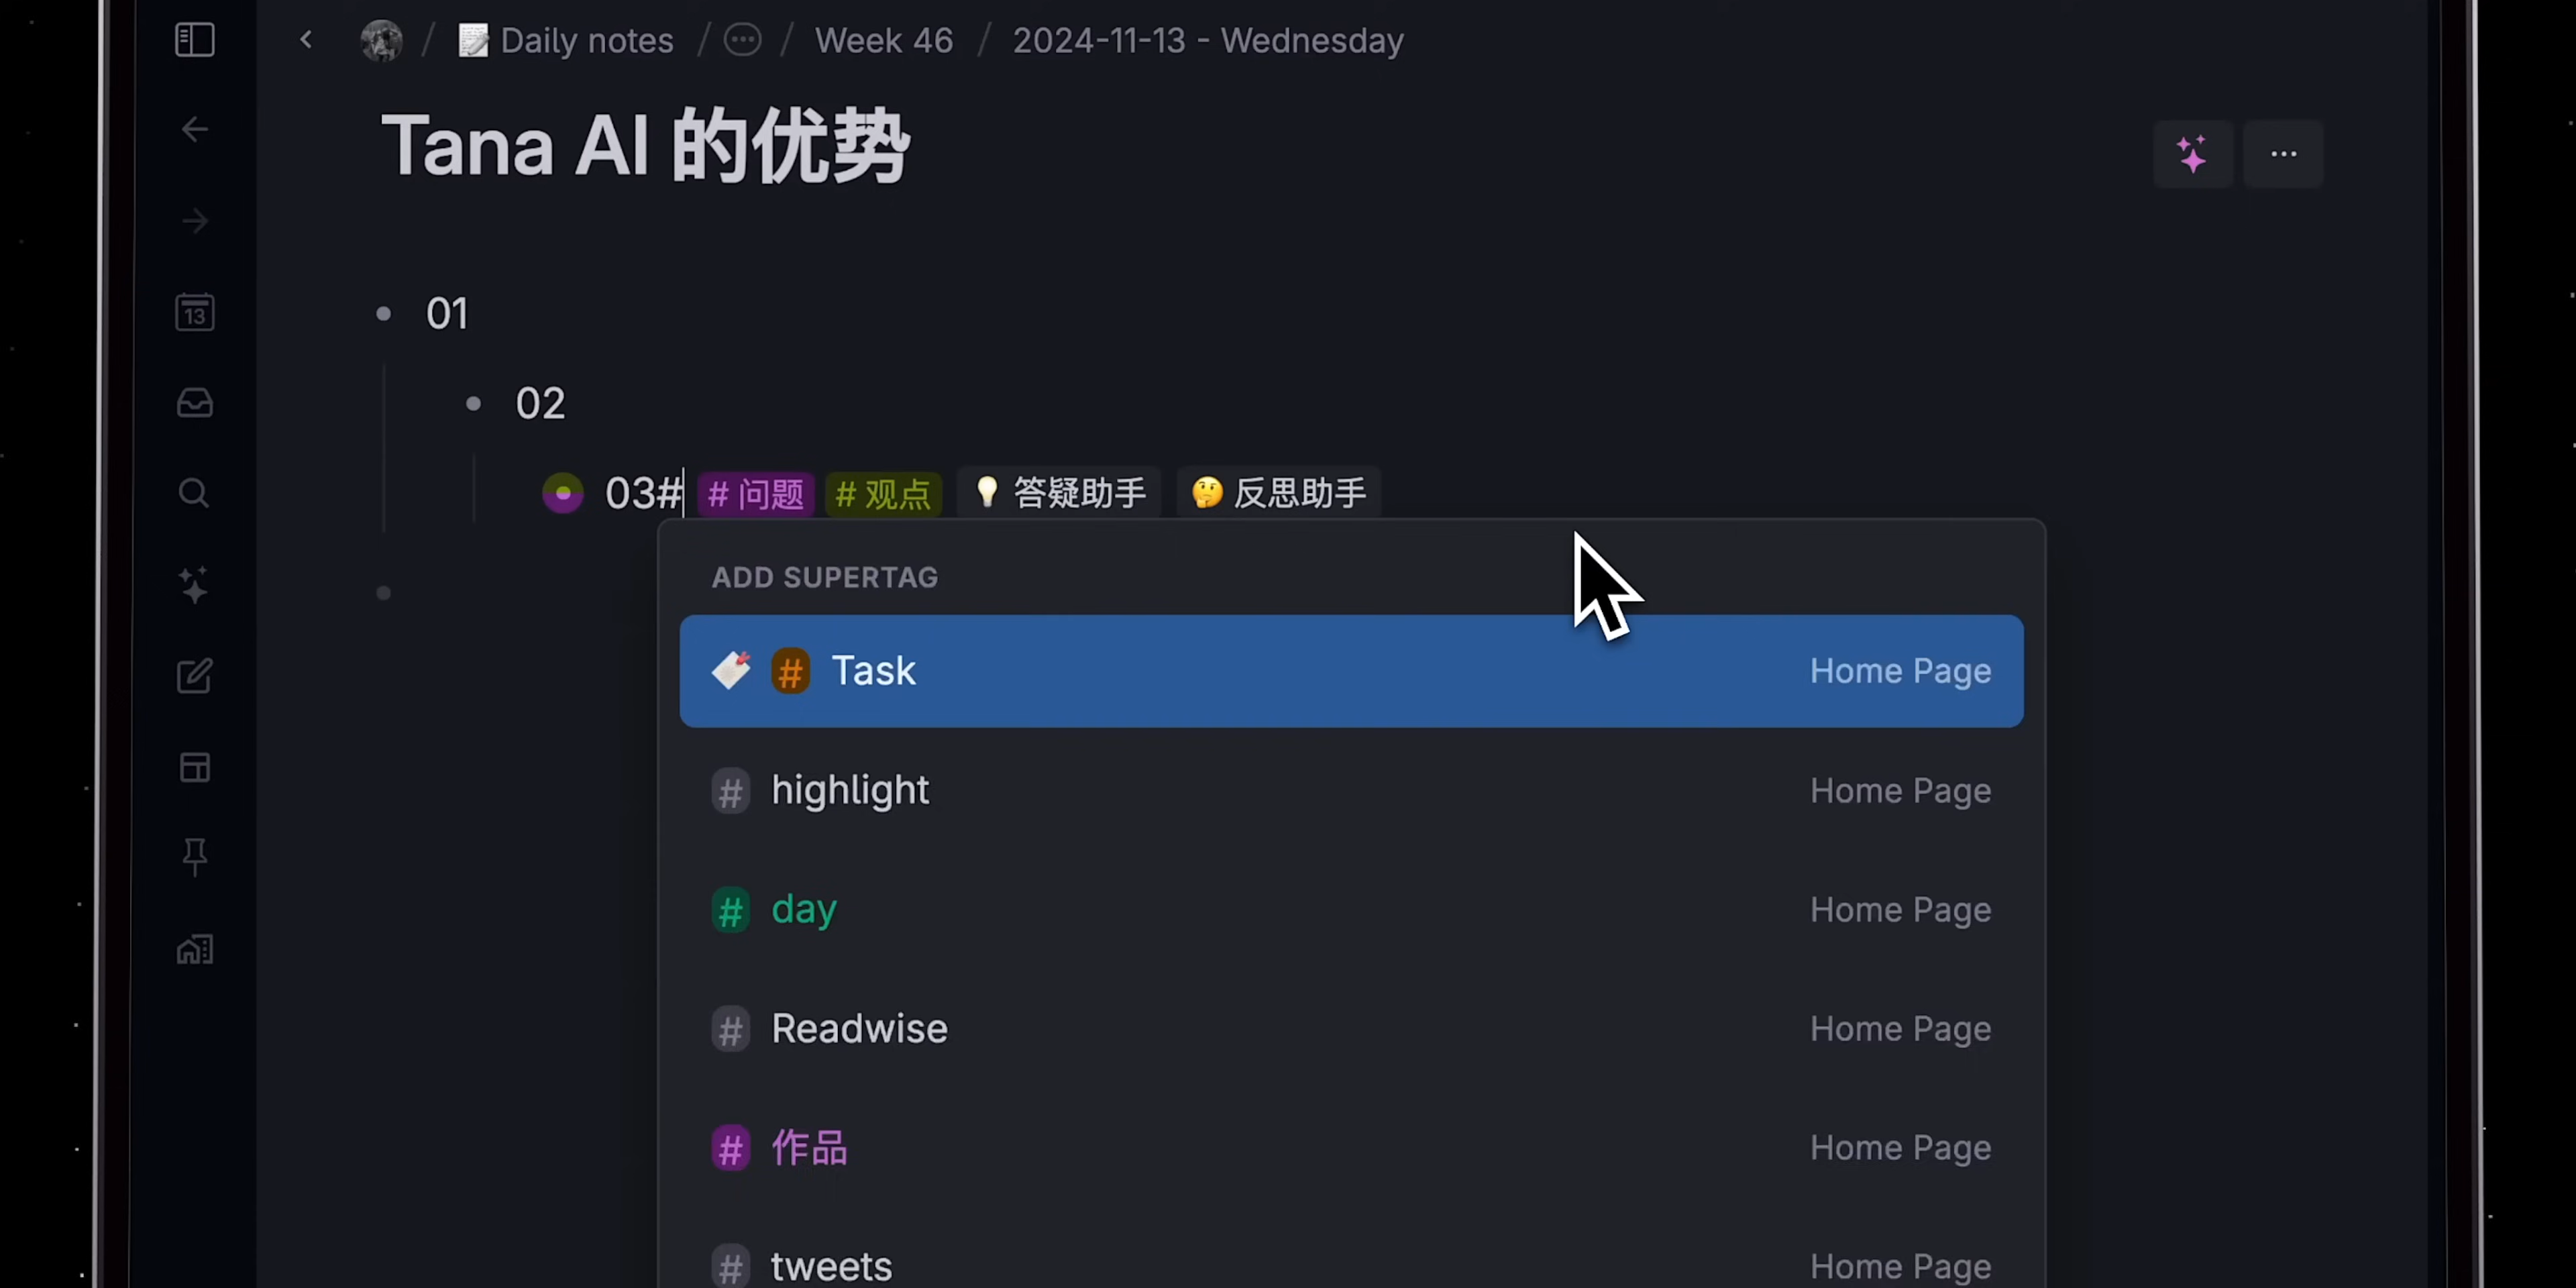 Daily notes / / Week 46 / 2024-11-13 - Wednesday
Tana AI 的优势
13
01
02
03# # 问题 # 观点 答疑助手 反思助手
ADD SUPERTAG
# Task Home Page
# highlight Home Page
# day Home Page
# Readwise Home Page
# 作品 Home Page
# tweets Home Page